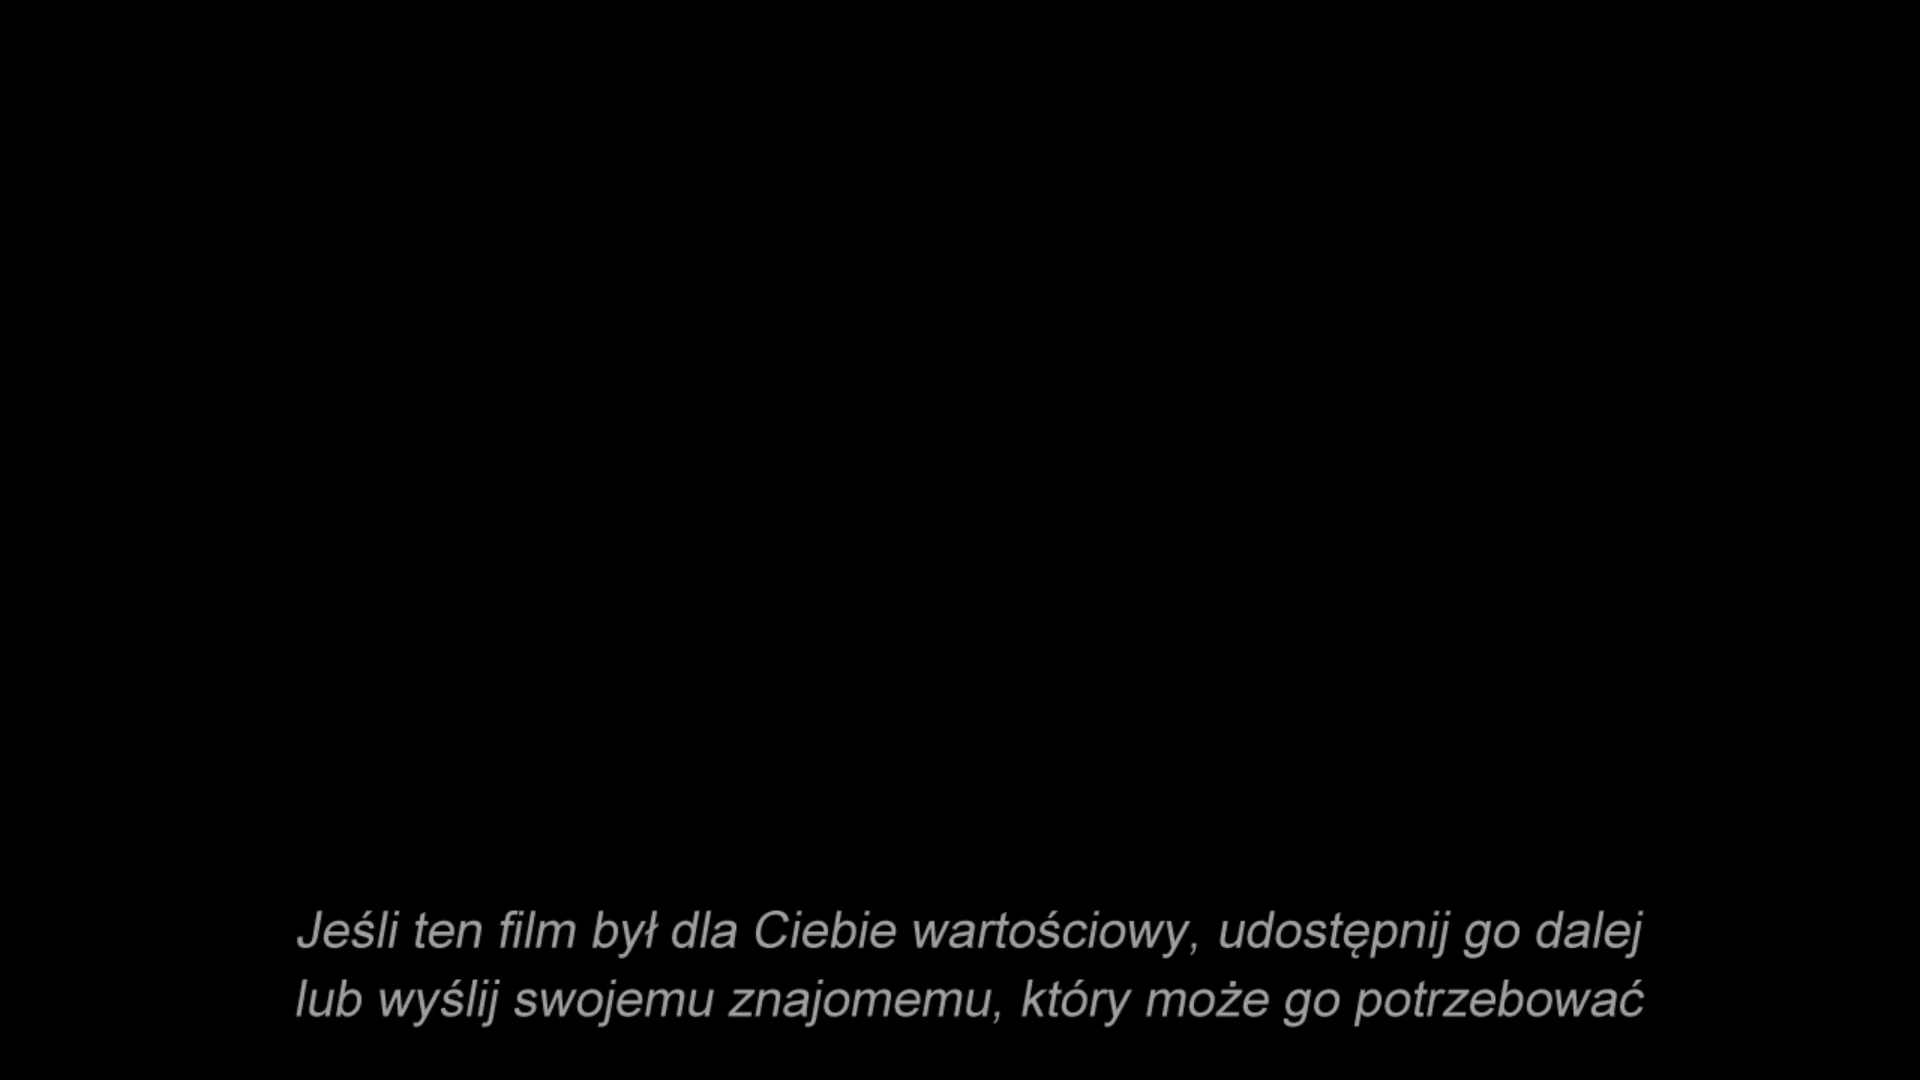 Jeśli ten film był dla Ciebie wartościowy, udostępnij go dalej
lub wyślij swojemu znajomemu, który może go potrzebować